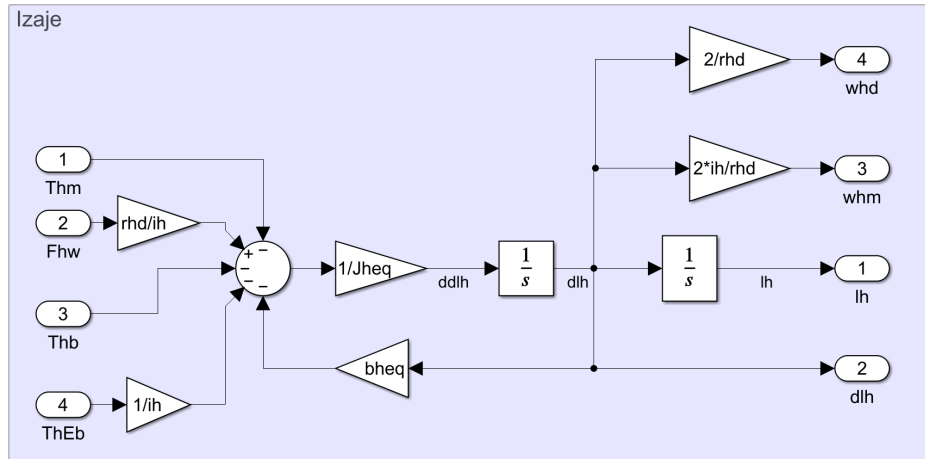 Izaje
2/rhd
4
whd
1
Thm
2*ih/rhd
3
whm
2
Fhw
rhd/ih
+ −
−
− −
1/Jheq
ddlh
1/s
dlh
1/s
lh
1
lh
3
Thb
bheq
2
dlh
4
ThEb
1/ih